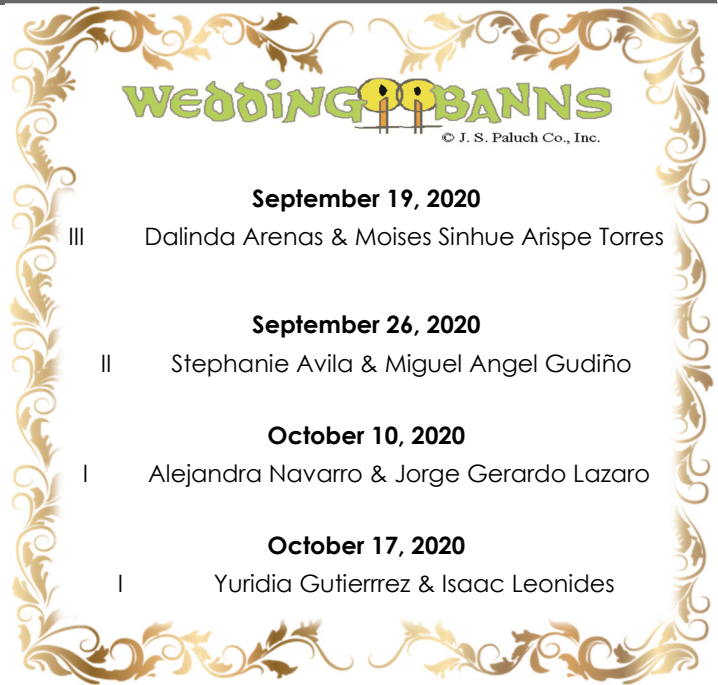 WEDDING BANNS
© J. S. Paluch Co., Inc.
September 19, 2020
III Dalinda Arenas & Moises Sinhue Arispe Torres
September 26, 2020
II Stephanie Avila & Miguel Angel Gudiño
October 10, 2020
I Alejandra Navarro & Jorge Gerardo Lazaro
October 17, 2020
I Yuridia Gutierrrez & Isaac Leonides